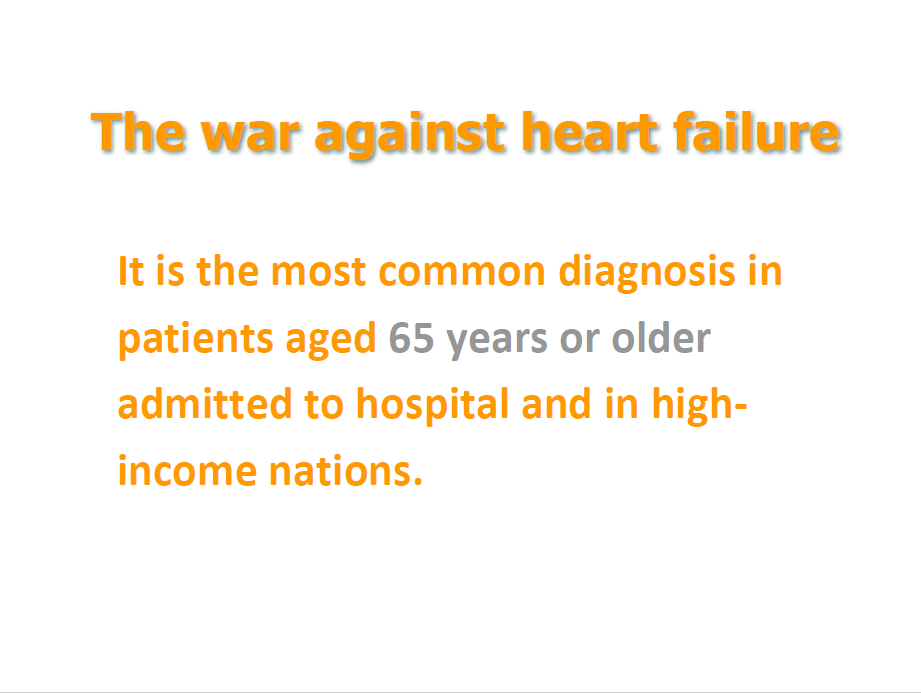 The war against heart failure
It is the most common diagnosis in
patients aged 65 years or older
admitted to hospital and in high-
income nations.